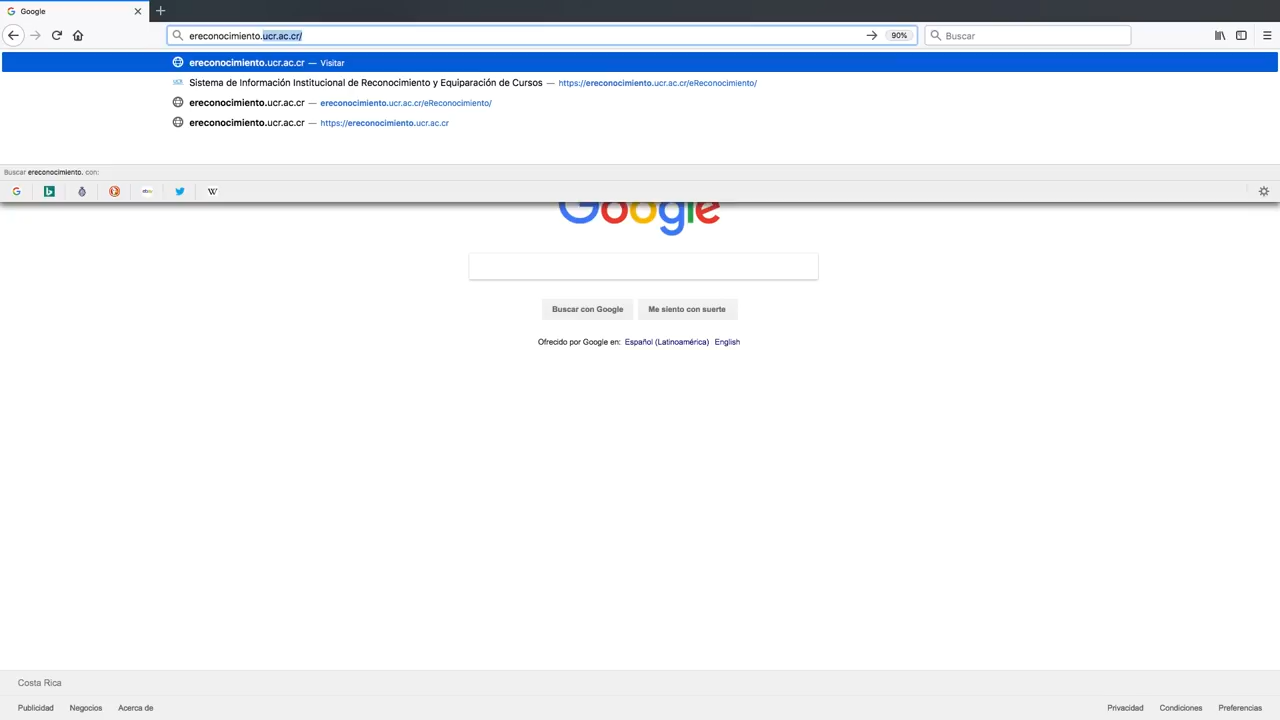 Google
ereconocimiento.ucr.ac.cr/
90%
Buscar
ereconocimiento.ucr.ac.cr — Visitar
UCR Sistema de Información Institucional de Reconocimiento y Equiparación de Cursos — https://ereconocimiento.ucr.ac.cr/eReconocimiento/
ereconocimiento.ucr.ac.cr — ereconocimiento.ucr.ac.cr/eReconocimiento/
ereconocimiento.ucr.ac.cr — https://ereconocimiento.ucr.ac.cr
Buscar ereconocimiento. con:
ebay
W
Google
Buscar con Google
Me siento con suerte
Ofrecido por Google en: Español (Latinoamérica) English
Costa Rica
Publicidad Negocios Acerca de
Privacidad Condiciones Preferencias